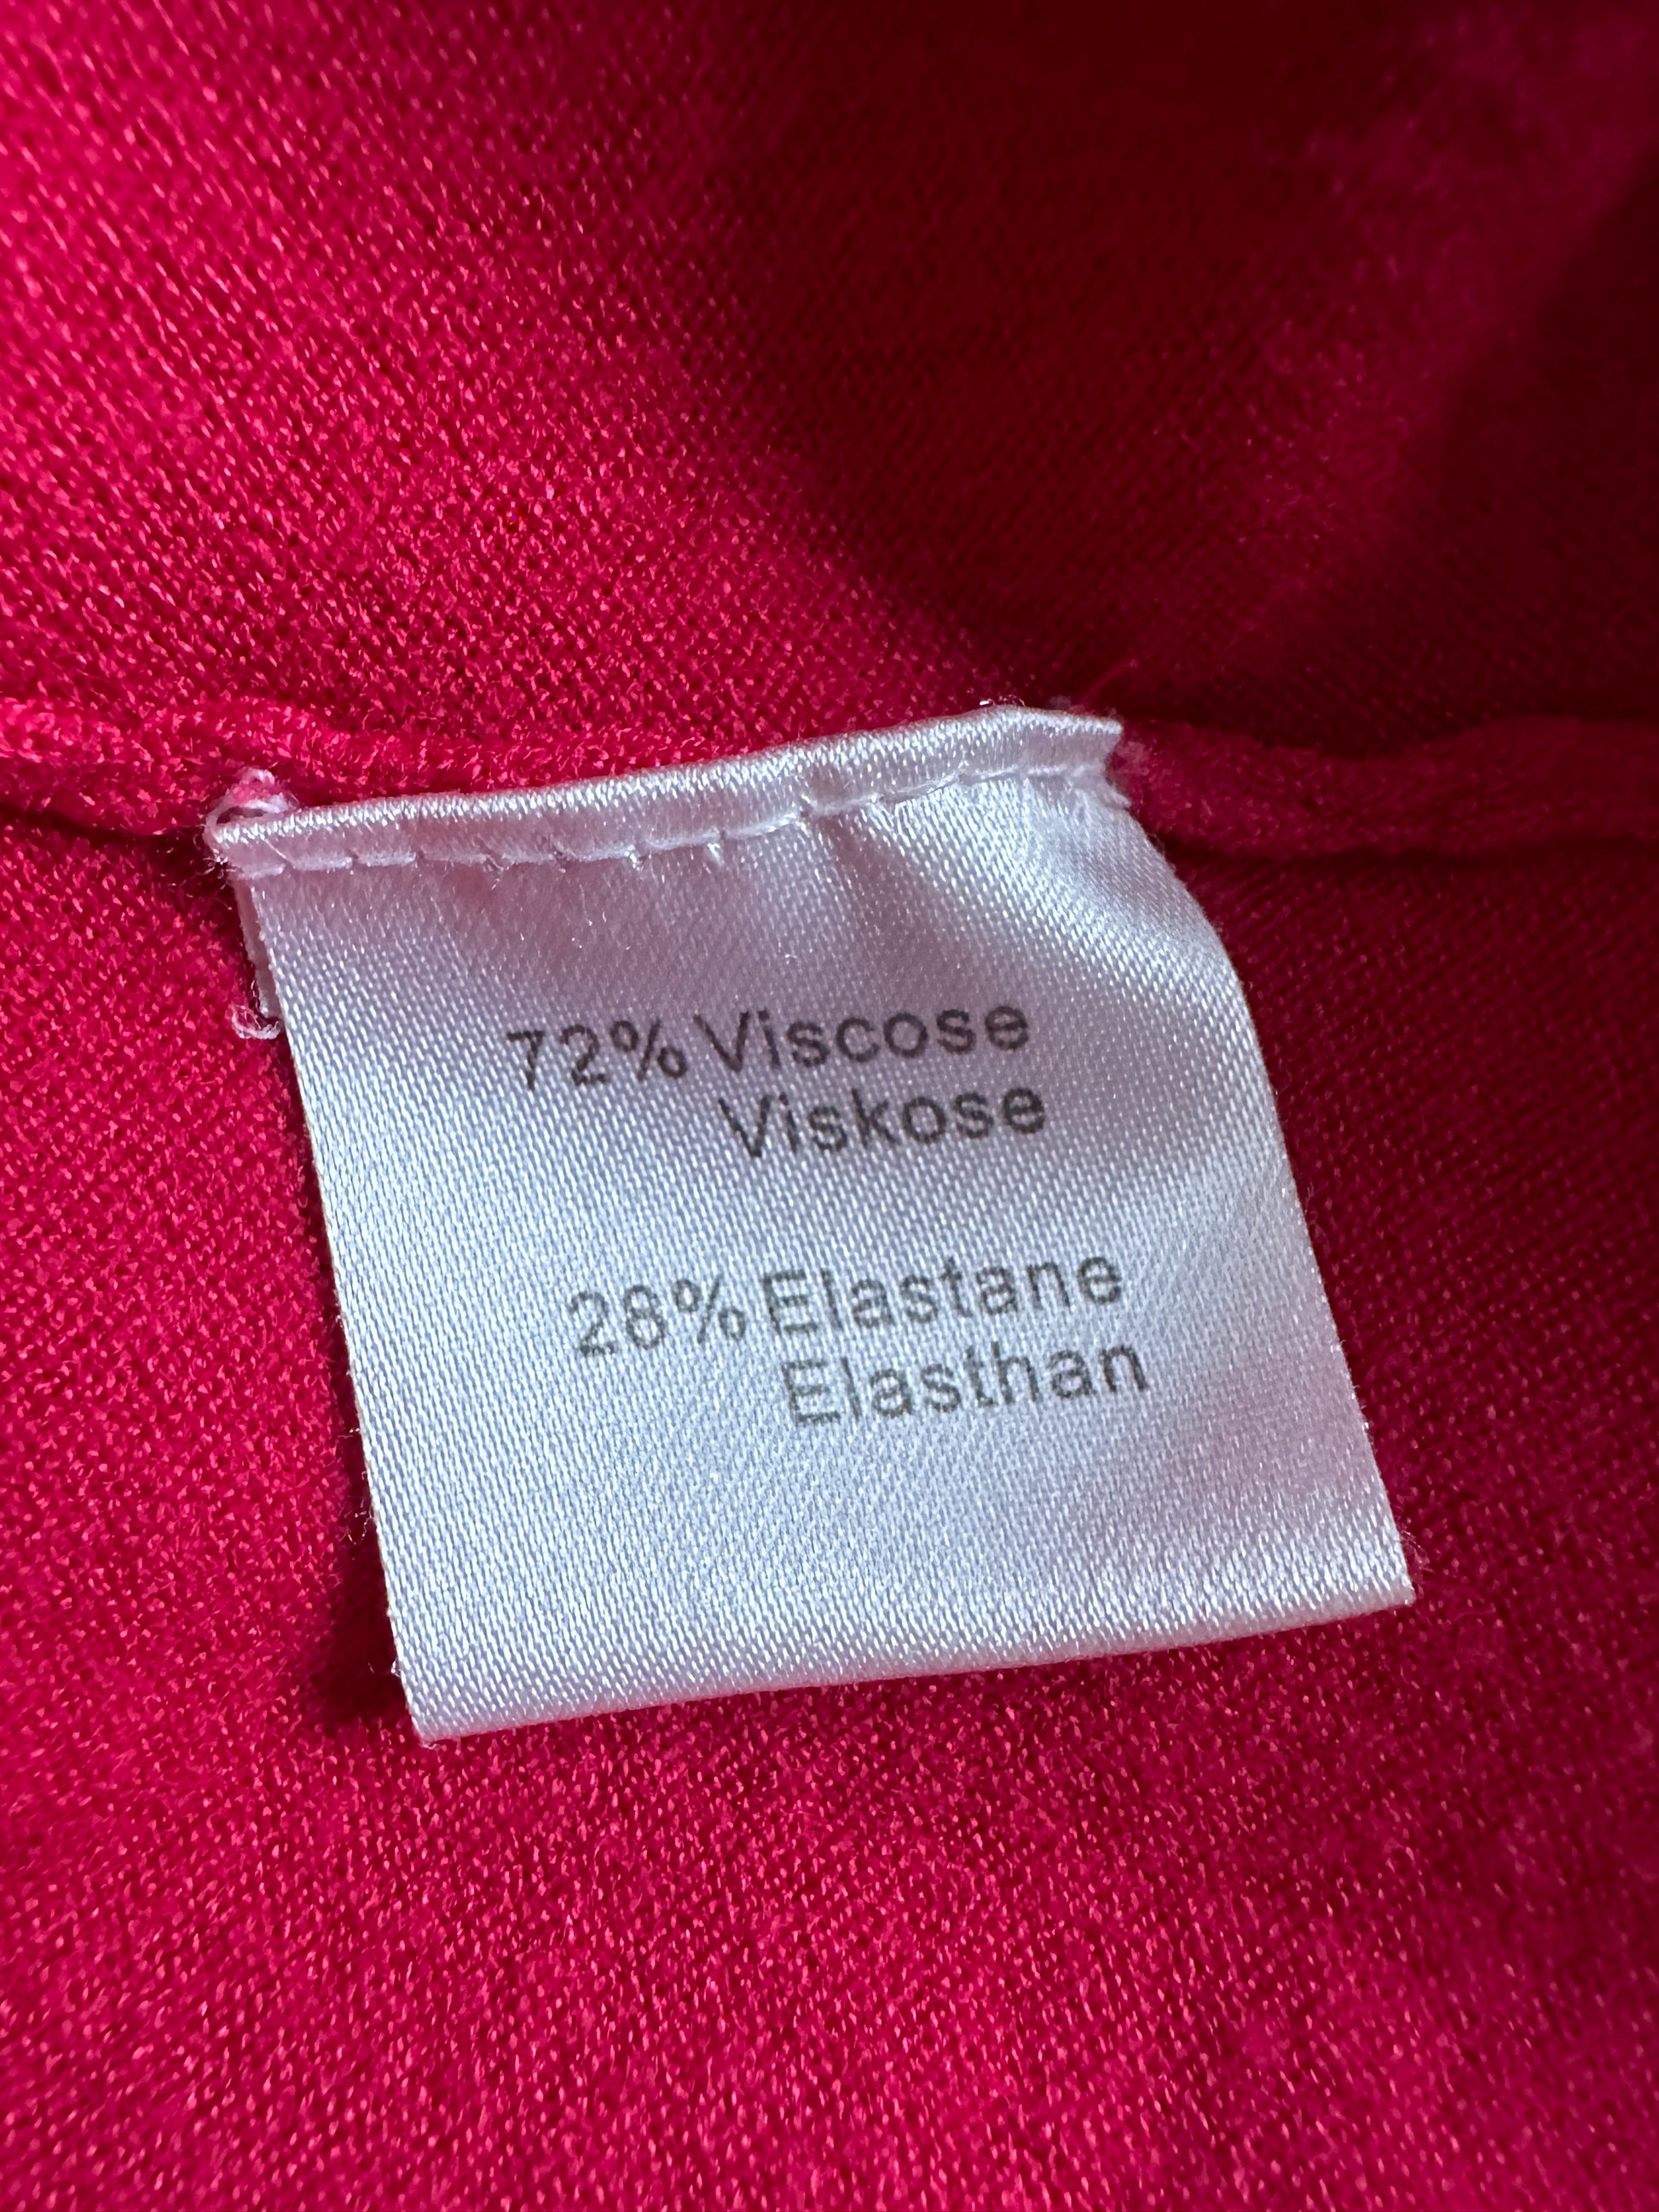 72% Viscose
Viskose
28% Elastane
Elasthan